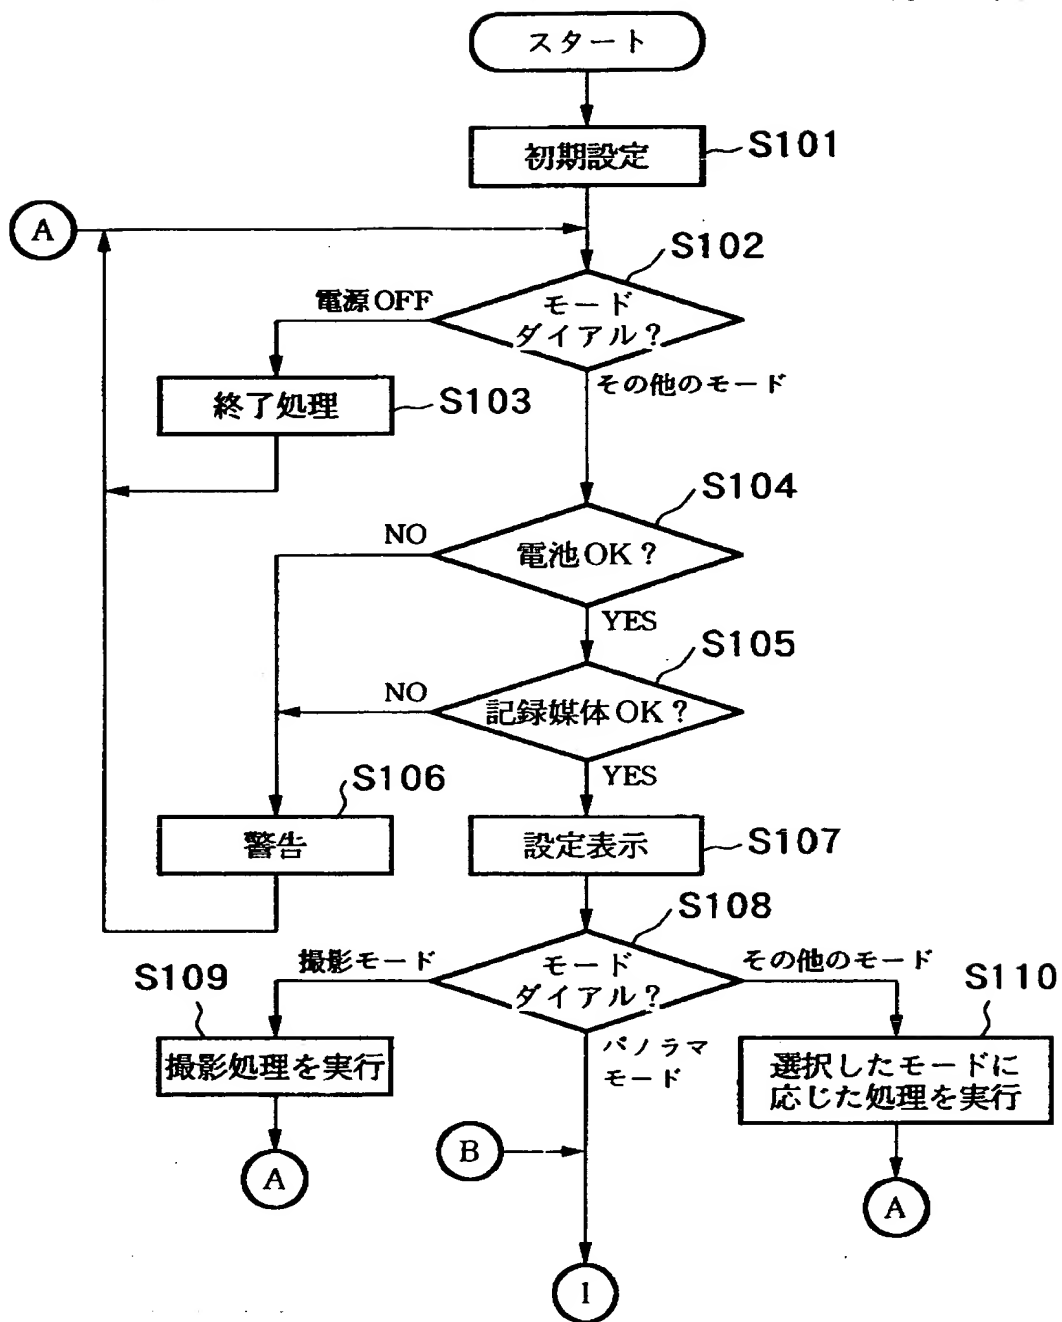 スタート
初期設定
S101
A
S102
電源OFF
モード
ダイアル?
その他のモード
終了処理
S103
S104
NO
電池OK?
YES
S105
NO
記録媒体OK?
YES
S106
警告
設定表示
S107
S108
撮影モード
モード
ダイアル?
その他のモード
S109
S110
撮影処理を実行
パノラマ
モード
選択したモードに
応じた処理を実行
B
A
A
1